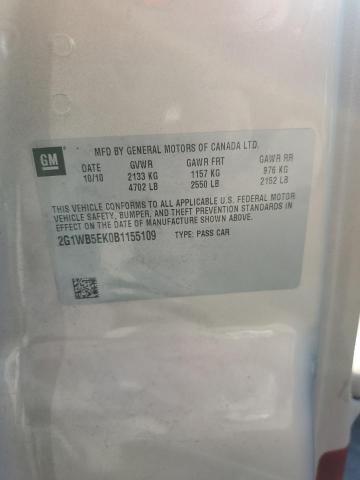 GM
MFD BY GENERAL MOTORS OF CANADA LTD.
DATE GVWR GAWR FRT GAWR RR
10/10 2133 KG 1157 KG 976 KG
4702 LB 2550 LB 2152 LB
THIS VEHICLE CONFORMS TO ALL APPLICABLE U.S. FEDERAL MOTOR
VEHICLE SAFETY, BUMPER, AND THEFT PREVENTION STANDARDS IN
EFFECT ON THE DATE OF MANUFACTURE SHOWN ABOVE.
2G1WB5EK0B1155109 TYPE: PASS CAR